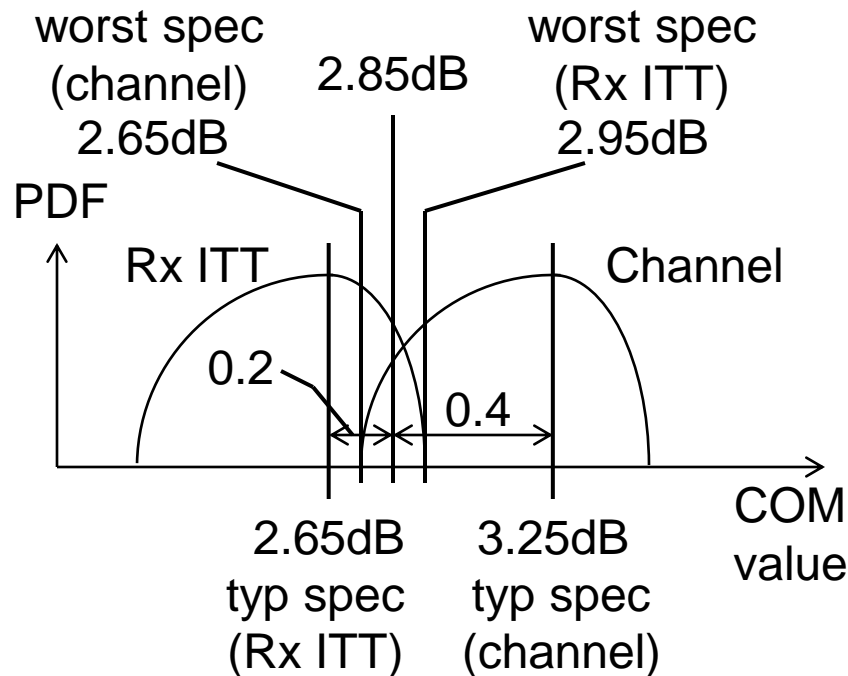 worst spec
(channel)
2.65dB
2.85dB
worst spec
(Rx ITT)
2.95dB
PDF
Rx ITT
Channel
0.2
0.4
2.65dB
typ spec
(Rx ITT)
3.25dB
typ spec
(channel)
COM
value